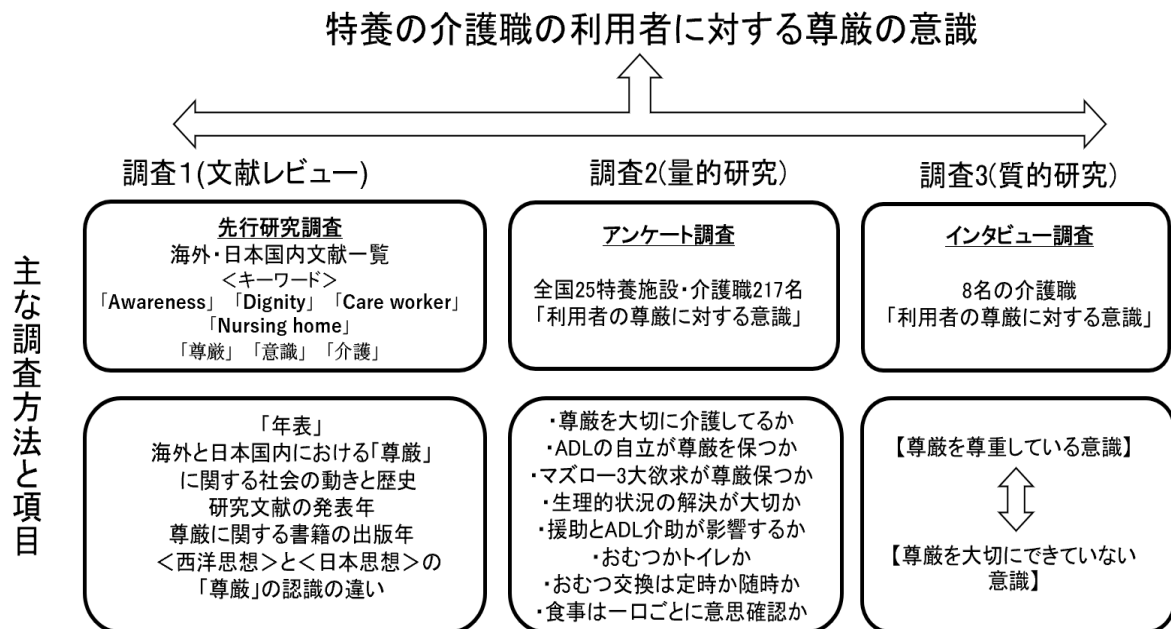 特養の介護職の利用者に対する尊厳の意識
調査1(文献レビュー)
調査2(量的研究)
調査3(質的研究)
主な調査方法と項目
先行研究調査
海外・日本国内文献一覧
<キーワード>
「Awareness」 「Dignity」 「Care worker」
「Nursing home」
「尊厳」 「意識」 「介護」
アンケート調査
全国25特養施設・介護職217名
「利用者の尊厳に対する意識」
インタビュー調査
8名の介護職
「利用者の尊厳に対する意識」
「年表」
海外と日本国内における「尊厳」
に関する社会の動きと歴史
研究文献の発表年
尊厳に関する書籍の出版年
<西洋思想>と<日本思想>の
「尊厳」の認識の違い
・尊厳を大切に介護してるか
・ADLの自立が尊厳を保つか
・マズロー3大欲求が尊厳保つか
・生理的状況の解決が大切か
・援助とADL介助が影響するか
・おむつかトイレか
・おむつ交換は定時か随時か
・食事は一口ごとに意思確認か
【尊厳を尊重している意識】
【尊厳を大切にできていない
意識】